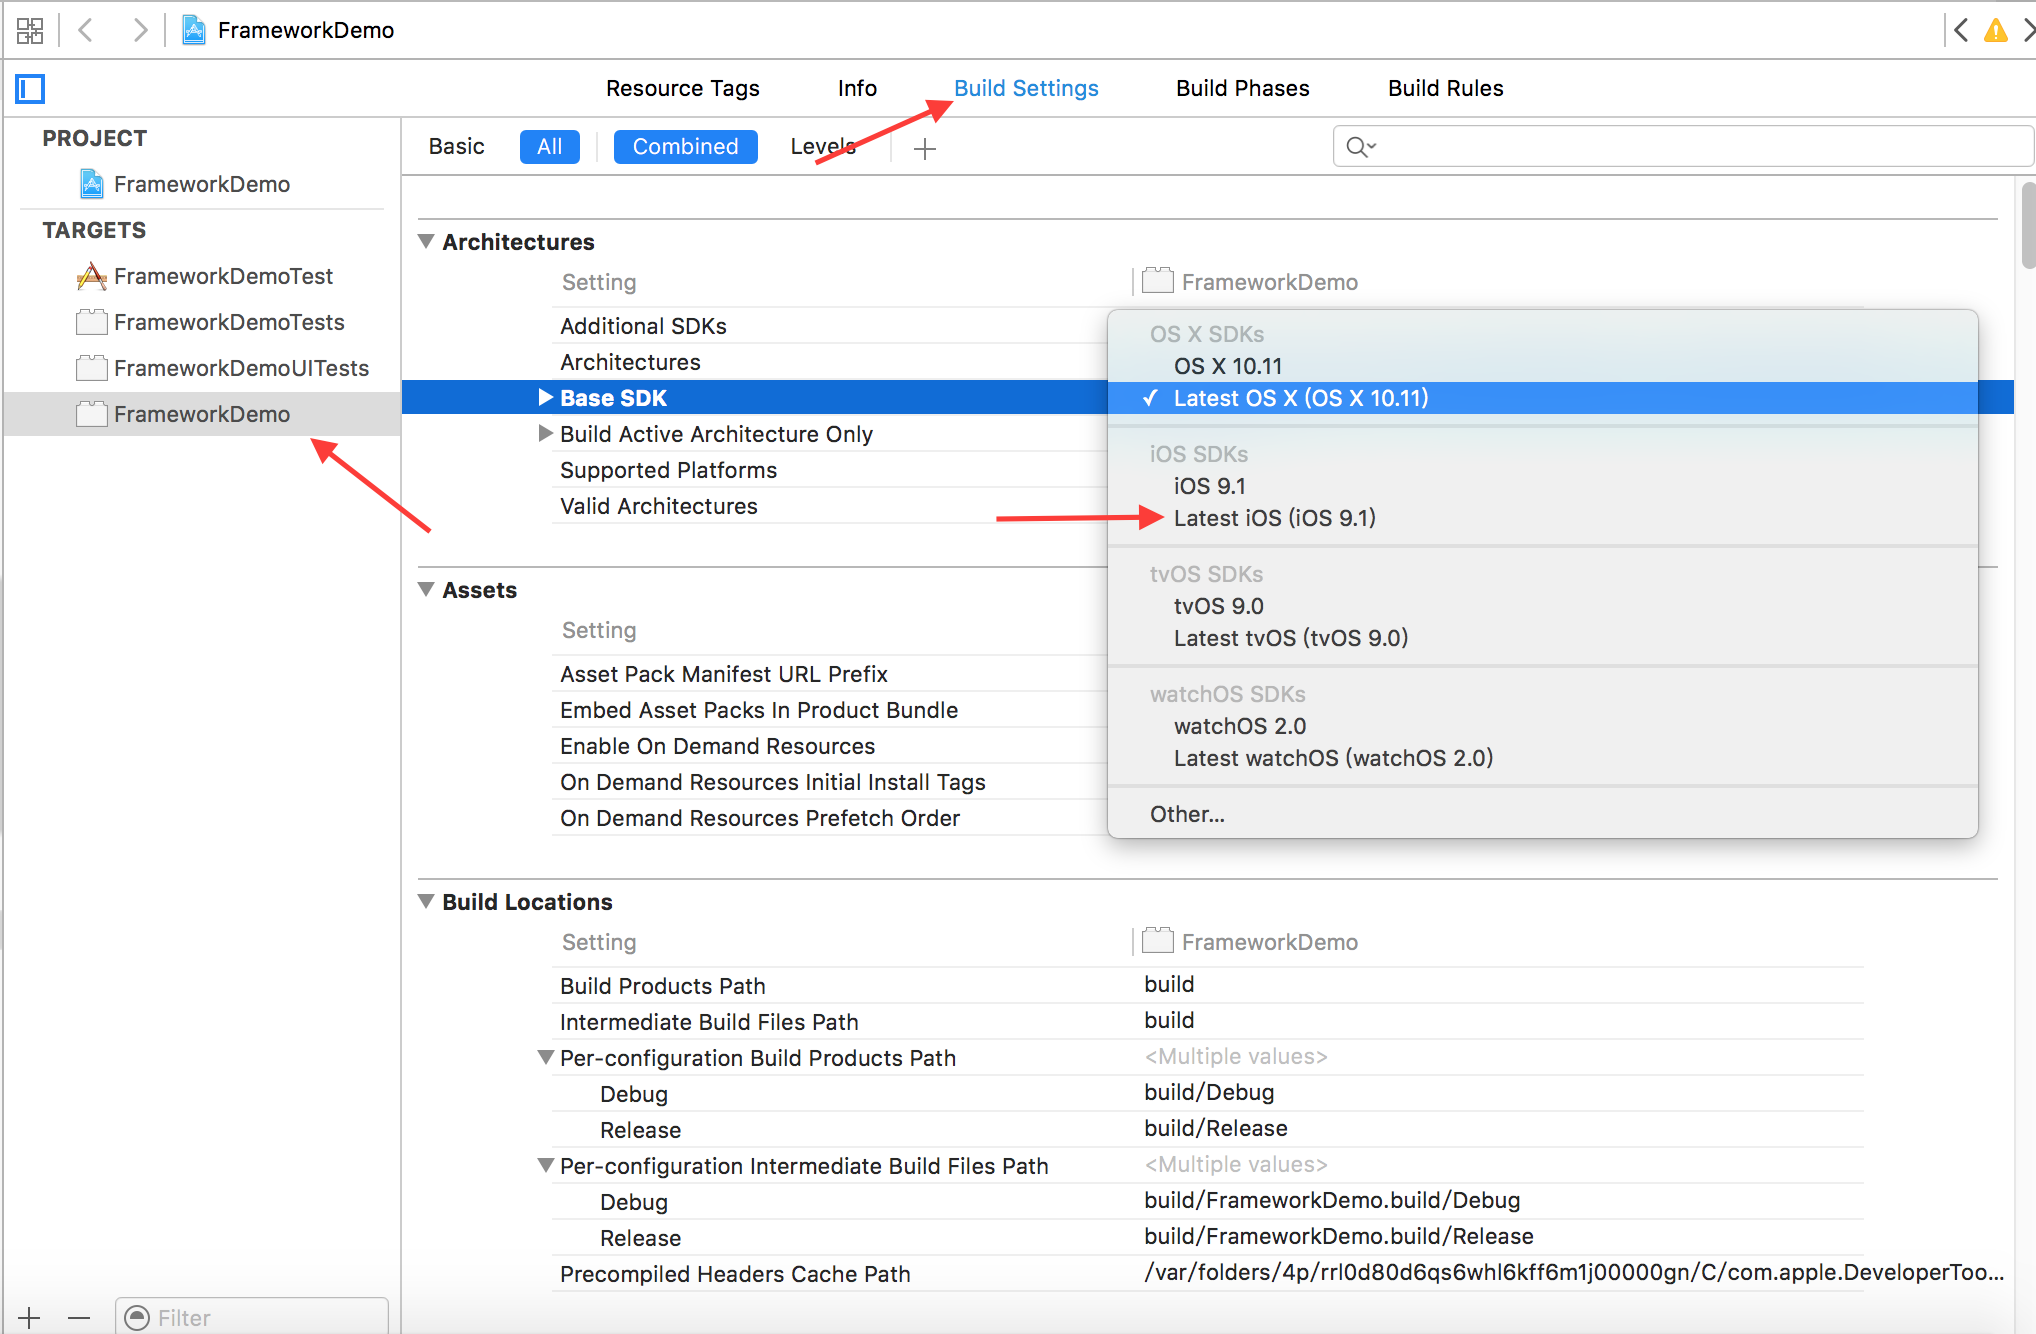 FrameworkDemo
Resource Tags Info Build Settings Build Phases Build Rules
PROJECT
FrameworkDemo
TARGETS
FrameworkDemoTest
FrameworkDemoTests
FrameworkDemoUITests
FrameworkDemo
Basic All Combined Levels
Architectures
Setting FrameworkDemo
Additional SDKs
Architectures
Base SDK
Build Active Architecture Only
Supported Platforms
Valid Architectures
OS X SDKs
OS X 10.11
✓ Latest OS X (OS X 10.11)
iOS SDKs
iOS 9.1
Latest iOS (iOS 9.1)
tvOS SDKs
tvOS 9.0
Latest tvOS (tvOS 9.0)
watchOS SDKs
watchOS 2.0
Latest watchOS (watchOS 2.0)
Other...
Assets
Setting
Asset Pack Manifest URL Prefix
Embed Asset Packs In Product Bundle
Enable On Demand Resources
On Demand Resources Initial Install Tags
On Demand Resources Prefetch Order
Build Locations
Setting FrameworkDemo
Build Products Path build
Intermediate Build Files Path build
Per-configuration Build Products Path <Multiple values>
Debug build/Debug
Release build/Release
Per-configuration Intermediate Build Files Path <Multiple values>
Debug build/FrameworkDemo.build/Debug
Release build/FrameworkDemo.build/Release
Precompiled Headers Cache Path /var/folders/4p/rrl0d80d6qs6whl6kff6m1j00000gn/C/com.apple.DeveloperToo...
Filter